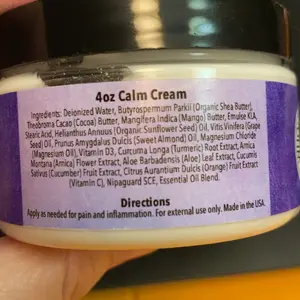 4oz Calm Cream
Ingredients: Deionized Water, Butyrospermum Parkii (Organic Shea Butter),
Theobroma Cacao (Cocoa) Butter, Mangifera Indica (Mango) Butter, Emulse KLA,
Stearic Acid, Helianthus Annuus (Organic Sunflower Seed) Oil, Vitis Vinifera (Grape
Seed) Oil, Prunus Amygdalus Dulcis (Sweet Almond) Oil, Magnesium Chloride
(Magnesium Oil), Vitamin D3, Curcuma Longa (Turmeric) Root Extract, Arnica
Montana (Arnica) Flower Extract, Aloe Barbadensis (Aloe) Leaf Extract, Cucumis
Sativus (Cucumber) Fruit Extract, Citrus Aurantium Dulcis (Orange) Fruit Extract
(Vitamin C), Nipaguard SCE, Essential Oil Blend.
Directions
Apply as needed for pain and inflammation. For external use only. Made in the USA.